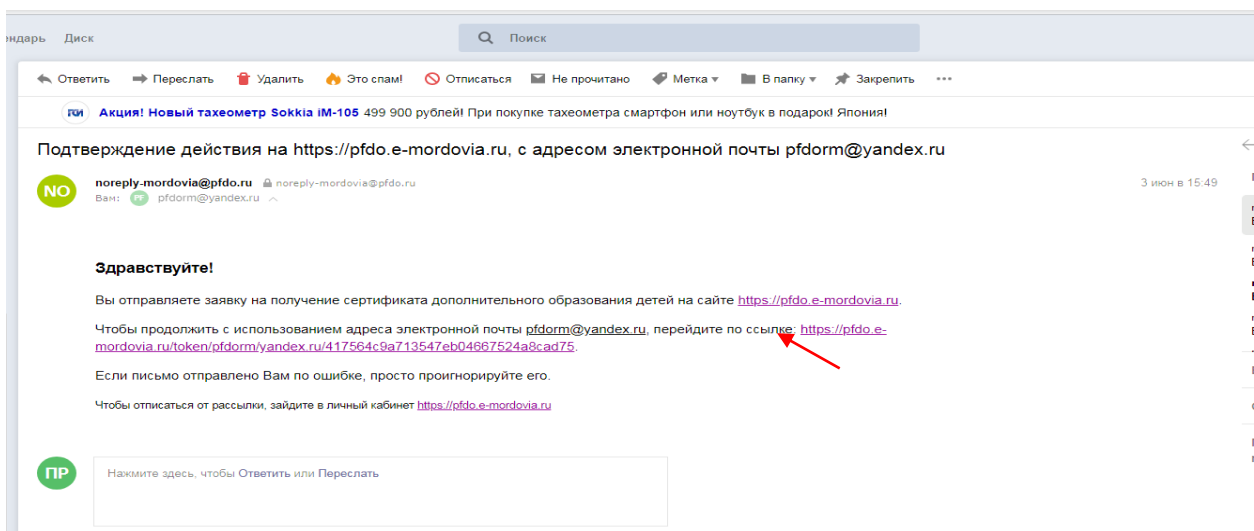 Диск
Поиск
Ответить Переслать Удалить Это спам! Отписаться Не прочитано Метка В папку Закрепить
Акция! Новый тахеометр Sokkia iM-105 499 900 рублей! При покупке тахеометра смартфон или ноутбук в подарок! Япония!
Подтверждение действия на https://pfdo.e-mordovia.ru, с адресом электронной почты pfdorm@yandex.ru
NO
noreply-mordovia@pfdo.ru noreply-mordovia@pfdo.ru 3 июн в 15:49
Вам: PF pfdorm@yandex.ru
Здравствуйте!
Вы отправляете заявку на получение сертификата дополнительного образования детей на сайте https://pfdo.e-mordovia.ru.
Чтобы продолжить с использованием адреса электронной почты pfdorm@yandex.ru, перейдите по ссылке: https://pfdo.e-
mordovia.ru/token/pfdorm/yandex.ru/417564c9a713547eb04667524a8cad75.
Если письмо отправлено Вам по ошибке, просто проигнорируйте его.
Чтобы отписаться от рассылки, зайдите в личный кабинет https://pfdo.e-mordovia.ru
ПР
Нажмите здесь, чтобы Ответить или Переслать